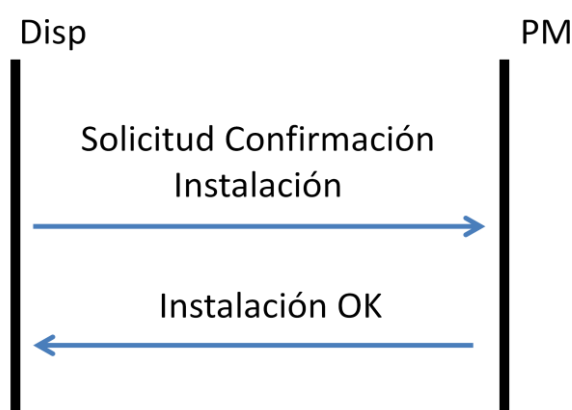 Disp
PM
Solicitud Confirmación
Instalación
Instalación OK